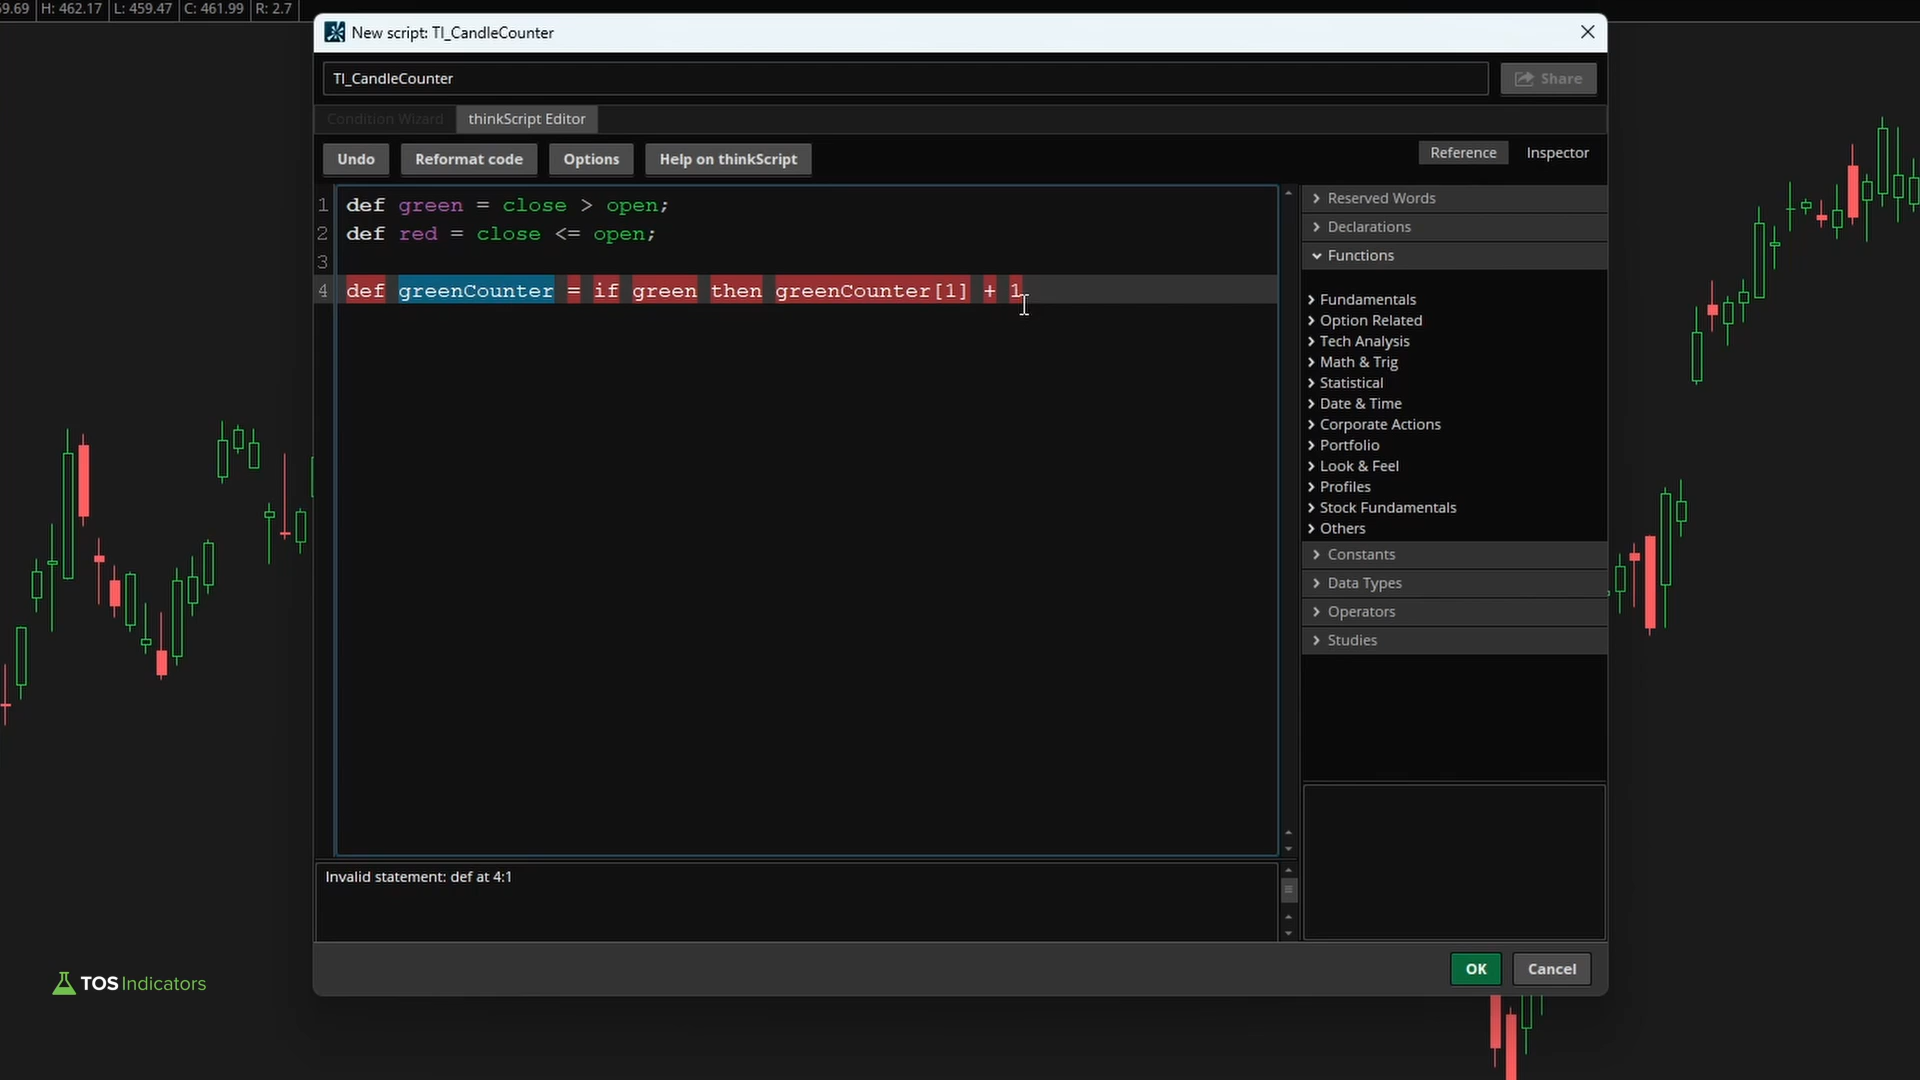 59.69 H: 462.17 L: 459.47 C: 461.99 R: 2.7
New script: TI_CandleCounter
TI_CandleCounter
Share
Condition Wizard
thinkScript Editor
Undo
Reformat code
Options
Help on thinkScript
Reference
Inspector
1 def green = close > open;
2 def red = close <= open;
3
4 def greenCounter = if green then greenCounter[1] + 1
Reserved Words
Declarations
Functions
Fundamentals
Option Related
Tech Analysis
Math & Trig
Statistical
Date & Time
Corporate Actions
Portfolio
Look & Feel
Profiles
Stock Fundamentals
Others
Constants
Data Types
Operators
Studies
Invalid statement: def at 4:1
OK
Cancel
TOS Indicators